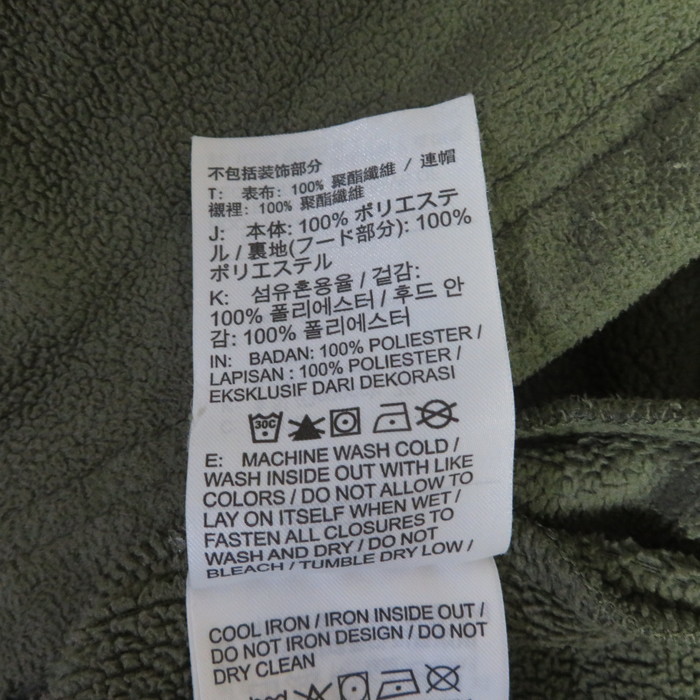 不包括装饰部分
T: 表布: 100% 聚酯纖維 / 連帽
襯裡: 100% 聚酯纖維
J: 本体: 100% ポリエステ
ル / 裏地(フード部分): 100%
ポリエステル
K: 섬유혼용율 / 겉감:
100% 폴리에스터 / 후드 안
감: 100% 폴리에스터
IN: BADAN: 100% POLIESTER /
LAPISAN : 100% POLIESTER /
EKSKLUSIF DARI DEKORASI
30C
E: MACHINE WASH COLD /
WASH INSIDE OUT WITH LIKE
COLORS / DO NOT ALLOW TO
LAY ON ITSELF WHEN WET /
FASTEN ALL CLOSURES TO
WASH AND DRY / DO NOT
BLEACH / TUMBLE DRY LOW /
COOL IRON / IRON INSIDE OUT /
DO NOT IRON DESIGN / DO NOT
DRY CLEAN